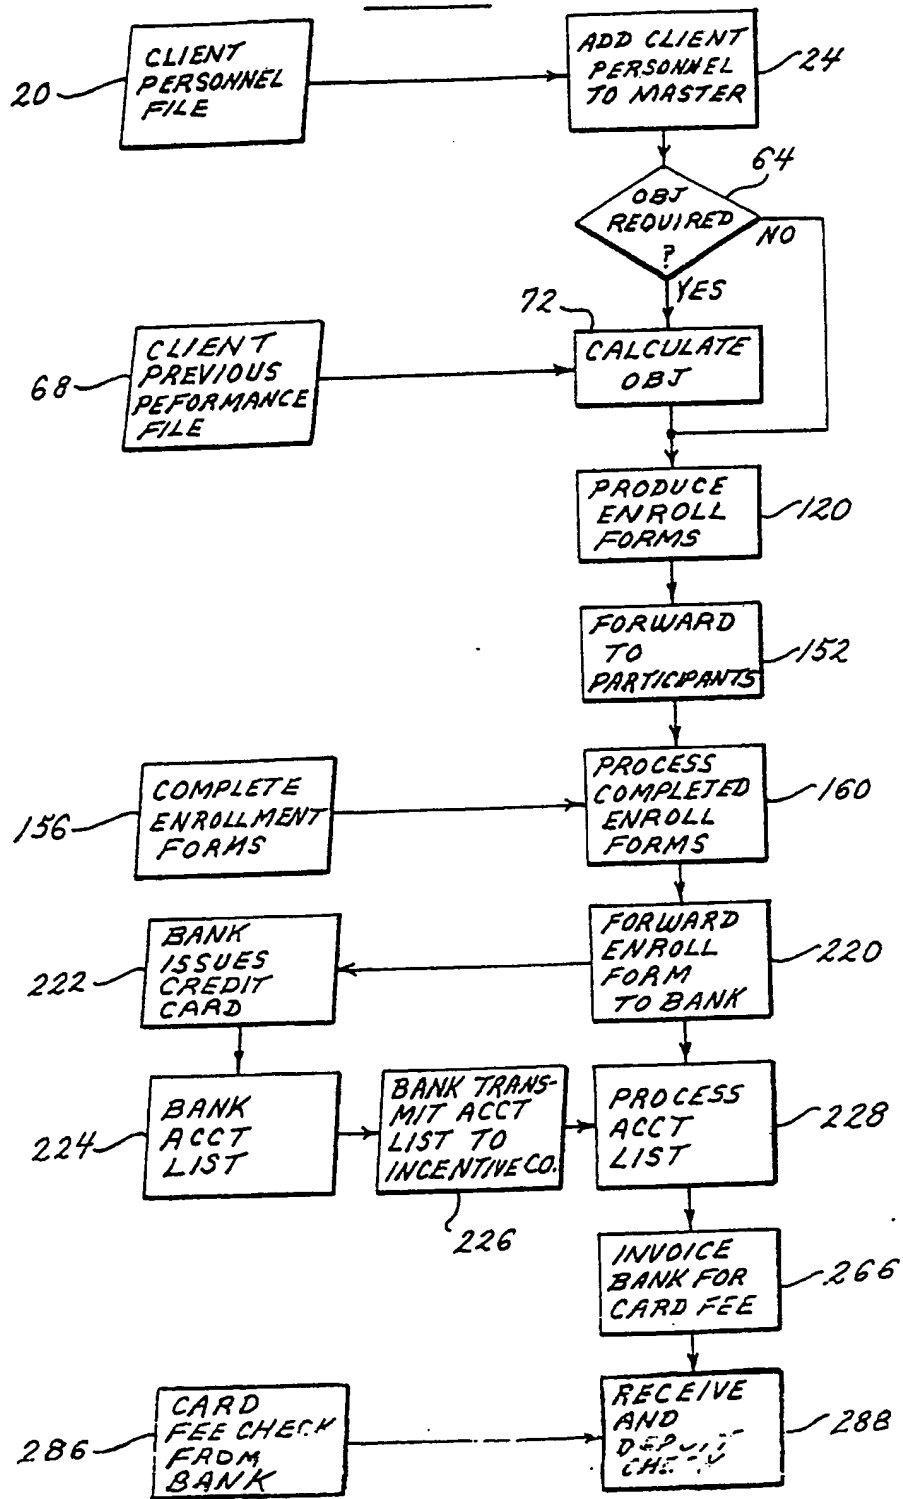 CLIENT
PERSONNEL
FILE
20
ADD CLIENT
PERSONNEL
TO MASTER
24
OBJ
REQUIRED
?
64
NO
YES
CLIENT
PREVIOUS
PEFORMANCE
FILE
68
72
CALCULATE
OBJ
PRODUCE
ENROLL
FORMS
120
FORWARD
TO
PARTICIPANTS
152
COMPLETE
ENROLLMENT
FORMS
156
PROCESS
COMPLETED
ENROLL
FORMS
160
FORWARD
ENROLL
FORM
TO BANK
220
BANK
ISSUES
CREDIT
CARD
222
BANK
ACCT
LIST
224
BANK TRANS-
MIT ACCT
LIST TO
INCENTIVE CO.
226
PROCESS
ACCT
LIST
228
INVOICE
BANK FOR
CARD FEE
266
CARD
FEE CHECK
FROM
BANK
286
RECEIVE
AND
288